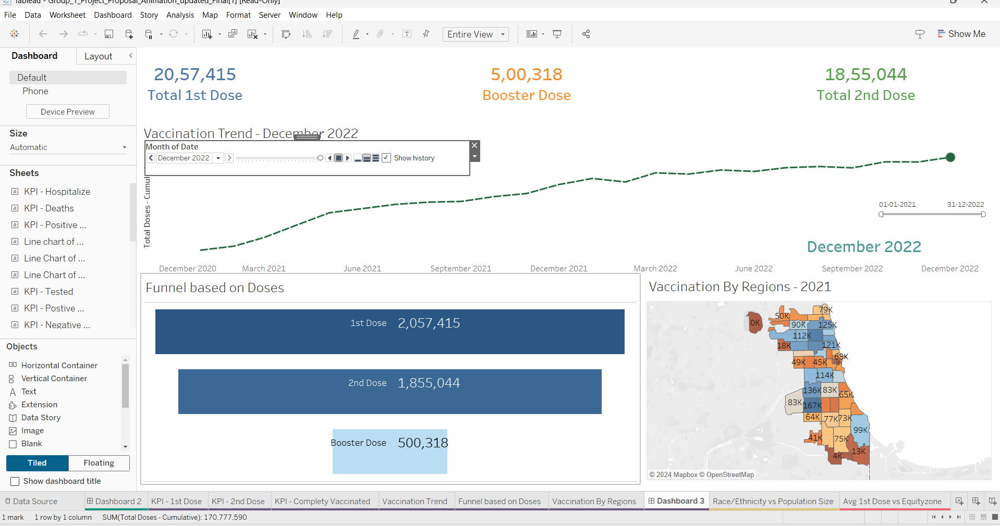 Tableau - Group_1_Project_Proposal_Animation_updated_Final[1] [Read-Only]
File Data Worksheet Dashboard Story Analysis Map Format Server Window Help
Entire View
Show Me
Dashboard Layout
Default
Phone
Device Preview
Size
Automatic
Sheets
KPI - Hospitalize
KPI - Deaths
KPI - Positive ...
Line chart of ...
Line Chart of ...
Line Chart of ...
KPI - Tested
KPI - Postive ...
KPI - Negative ...
Objects
Horizontal Container
Vertical Container
Text
Extension
Data Story
Image
Blank
Tiled Floating
Show dashboard title
20,57,415
Total 1st Dose
5,00,318
Booster Dose
18,55,044
Total 2nd Dose
Vaccination Trend - December 2022
Month of Date
December 2022
Show history
Total Doses - Cumul
01-01-2021 31-12-2022
December 2022
December 2020 March 2021 June 2021 September 2021 December 2021 March 2022 June 2022 September 2022 December 2022
Funnel based on Doses
1st Dose 2,057,415
2nd Dose 1,855,044
Booster Dose 500,318
Vaccination By Regions - 2021
79K
50K
0K
90K 125K
112K
18K 121K
68K
49K 45K
114K
136K 83K
65K
83K 167K
64K 77K 73K
99K
41K 75K
13K
4K
© 2024 Mapbox © OpenStreetMap
Data Source Dashboard 2 KPI - 1st Dose KPI - 2nd Dose KPI - Complety Vaccinated Vaccination Trend Funnel based on Doses Vaccination By Regions Dashboard 3 Race/Ethnicity vs Population Size Avg 1st Dose vs Equityzone
1 mark 1 row by 1 column SUM(Total Doses - Cumulative): 170,777,590